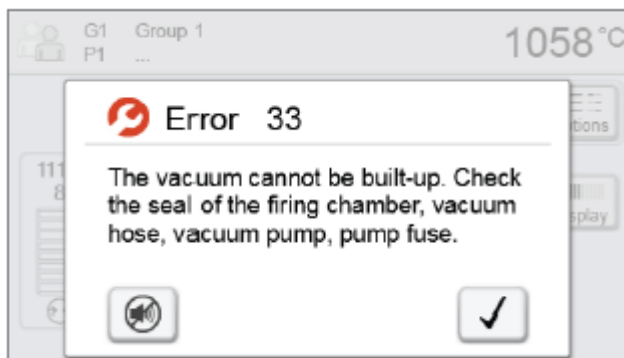 G1 Group 1
P1 ...
1058 °C
Error 33
The vacuum cannot be built-up. Check
the seal of the firing chamber, vacuum
hose, vacuum pump, pump fuse.